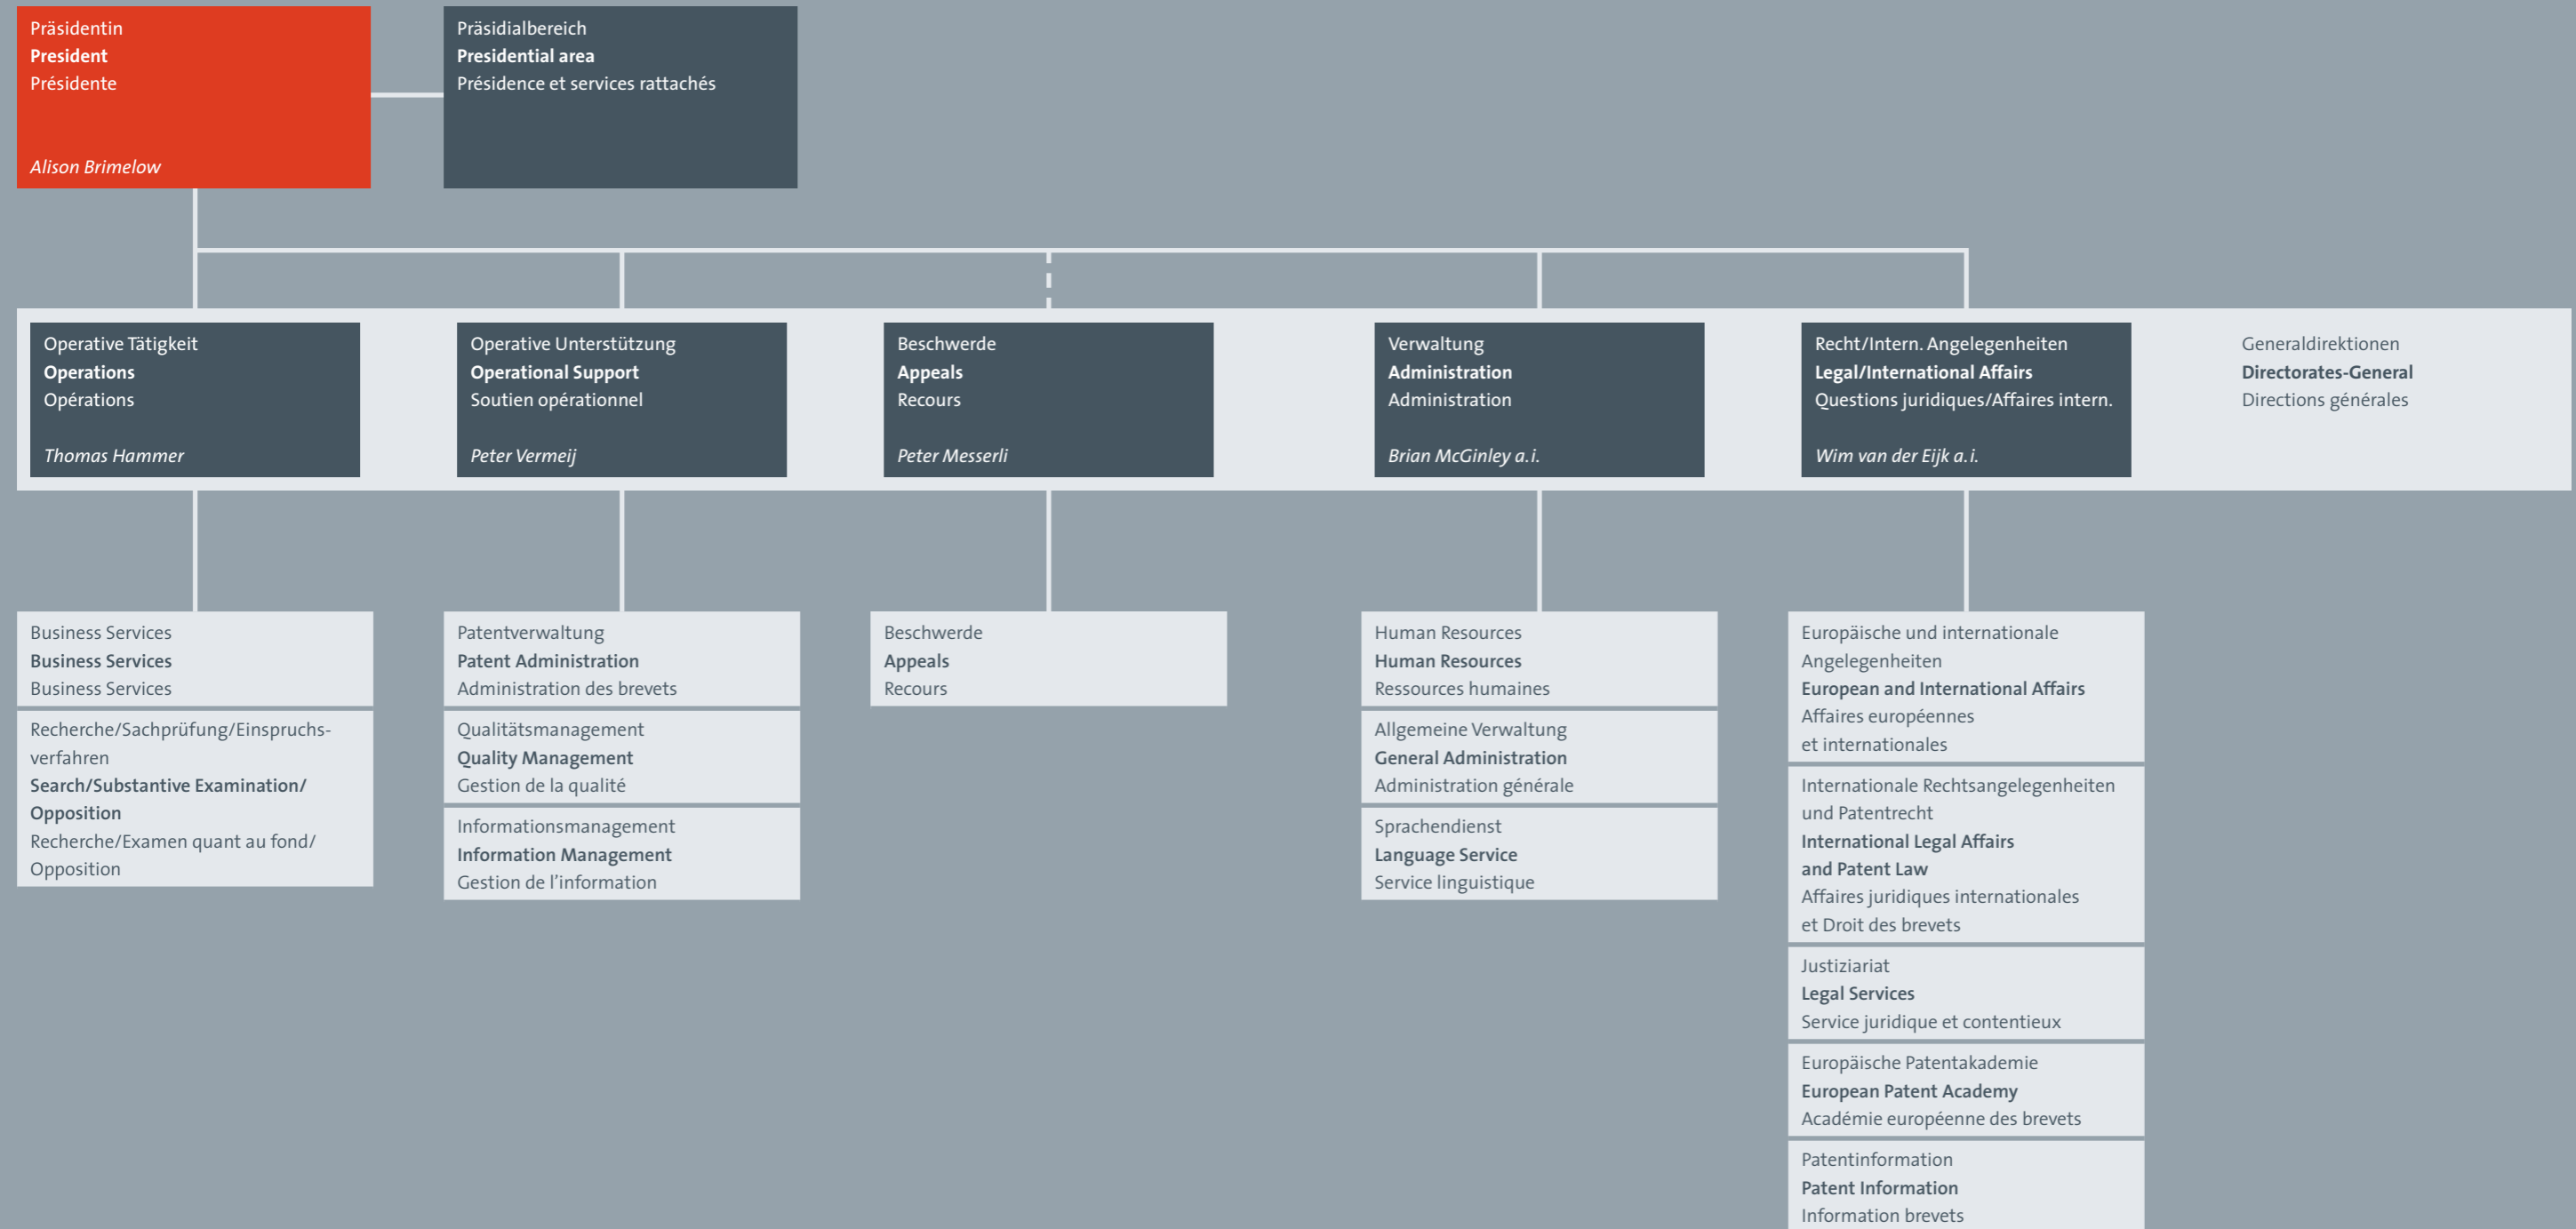 Präsidentin
President
Présidente
Alison Brimelow
Präsidialbereich
Presidential area
Présidence et services rattachés
Operative Tätigkeit
Operations
Opérations
Thomas Hammer
Operative Unterstützung
Operational Support
Soutien opérationnel
Peter Vermeij
Beschwerde
Appeals
Recours
Peter Messerli
Verwaltung
Administration
Administration
Brian McGinley a.i.
Recht/Intern. Angelegenheiten
Legal/International Affairs
Questions juridiques/Affaires intern.
Wim van der Eijk a.i.
Generaldirektionen
Directorates-General
Directions générales
Business Services
Business Services
Business Services
Recherche/Sachprüfung/Einspruchs-
verfahren
Search/Substantive Examination/
Opposition
Recherche/Examen quant au fond/
Opposition
Patentverwaltung
Patent Administration
Administration des brevets
Qualitätsmanagement
Quality Management
Gestion de la qualité
Informationsmanagement
Information Management
Gestion de l’information
Beschwerde
Appeals
Recours
Human Resources
Human Resources
Ressources humaines
Allgemeine Verwaltung
General Administration
Administration générale
Sprachendienst
Language Service
Service linguistique
Europäische und internationale
Angelegenheiten
European and International Affairs
Affaires européennes
et internationales
Internationale Rechtsangelegenheiten
und Patentrecht
International Legal Affairs
and Patent Law
Affaires juridiques internationales
et Droit des brevets
Justiziariat
Legal Services
Service juridique et contentieux
Europäische Patentakademie
European Patent Academy
Académie européenne des brevets
Patentinformation
Patent Information
Information brevets